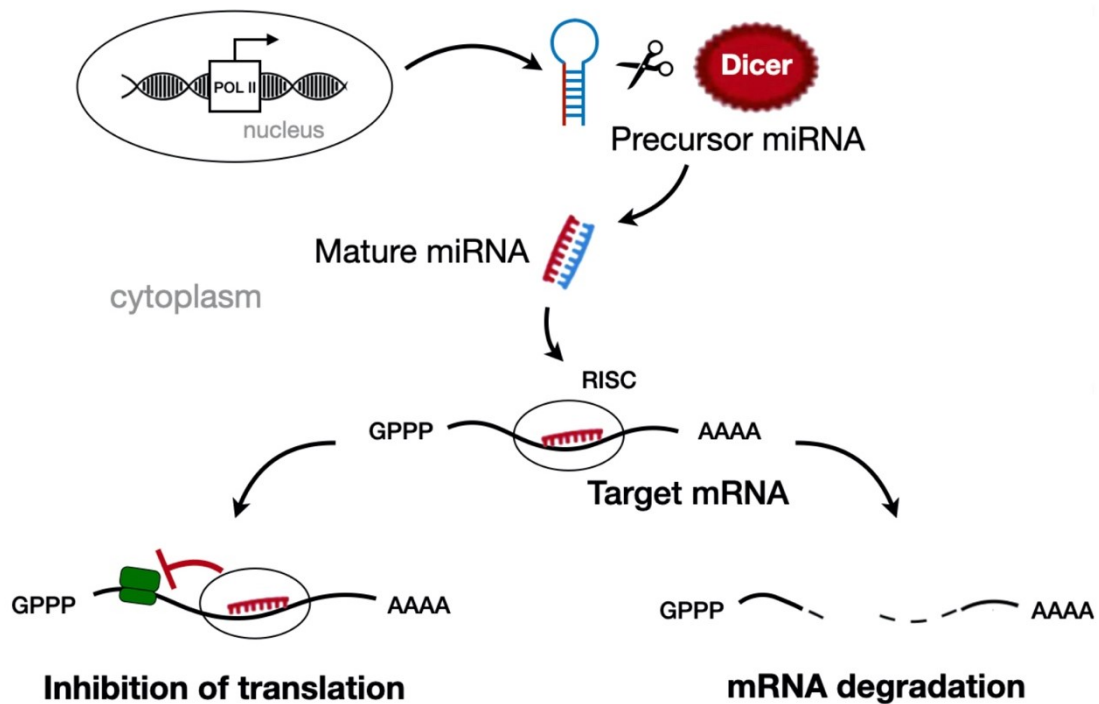 POL II
nucleus
Dicer
Precursor miRNA
Mature miRNA
cytoplasm
RISC
GPPP
AAAA
Target mRNA
GPPP
AAAA
GPPP
AAAA
Inhibition of translation
mRNA degradation